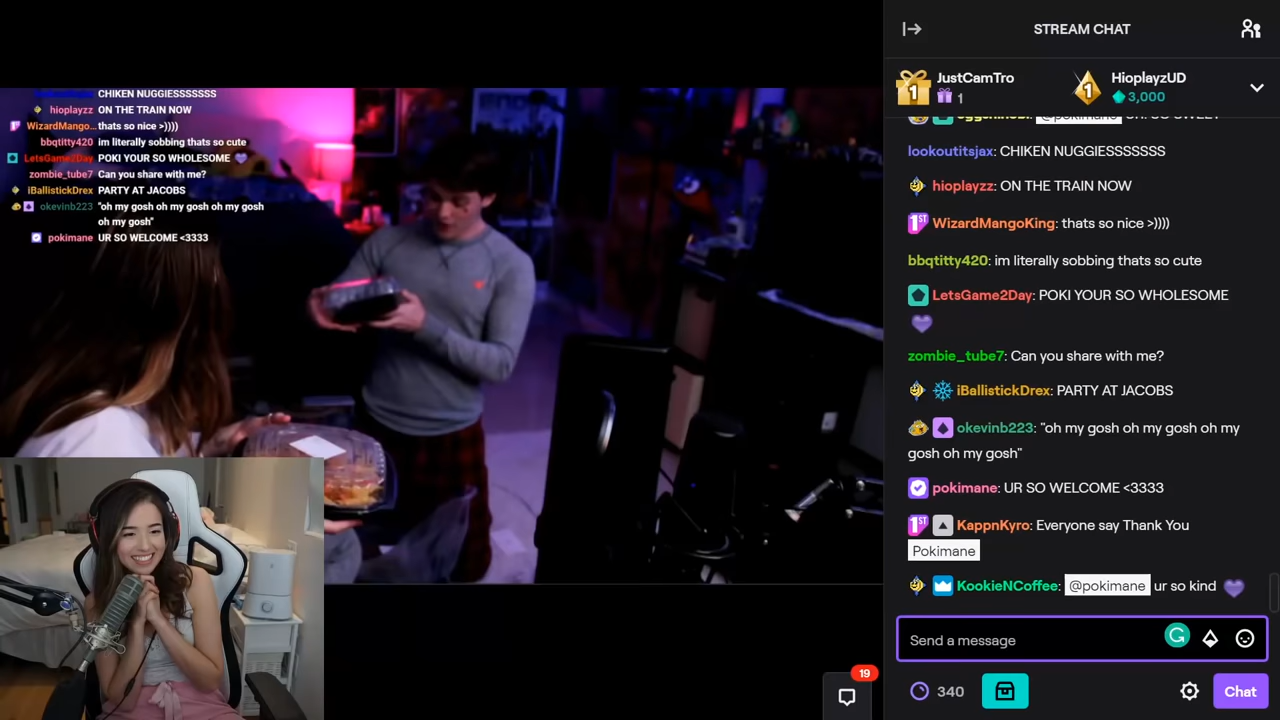 CHIKEN NUGGIESSSSSSS
hioplayzz ON THE TRAIN NOW
WizardMango... thats so nice >))))
bbqtitty420 im literally sobbing thats so cute
LetsGame2Day POKI YOUR SO WHOLESOME
zombie_tube7 Can you share with me?
iBallistickDrex PARTY AT JACOBS
okevinb223 "oh my gosh oh my gosh oh my gosh
oh my gosh"
pokimane UR SO WELCOME <3333
19
STREAM CHAT
1 JustCamTro
1
1 HioplayzUD
3,000
@pokimane
lookoutitsjax: CHIKEN NUGGIESSSSSSS
hioplayzz: ON THE TRAIN NOW
1ST WizardMangoKing: thats so nice >))))
bbqtitty420: im literally sobbing thats so cute
LetsGame2Day: POKI YOUR SO WHOLESOME
zombie_tube7: Can you share with me?
iBallistickDrex: PARTY AT JACOBS
okevinb223: "oh my gosh oh my gosh oh my
gosh oh my gosh"
pokimane: UR SO WELCOME <3333
1ST KappnKyro: Everyone say Thank You
Pokimane
KookieNCoffee: @pokimane ur so kind
Send a message
340
Chat